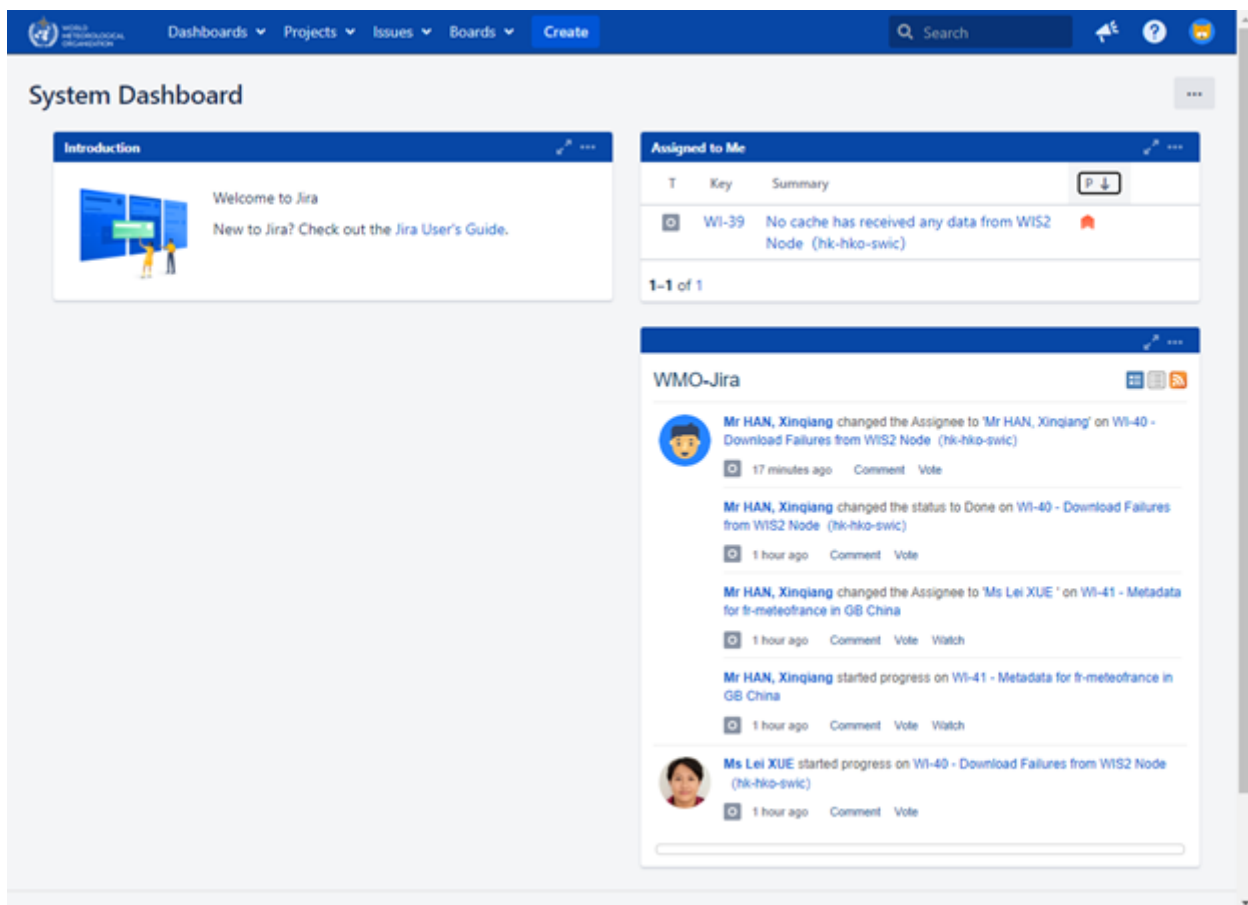 WORLD
METEOROLOGICAL
ORGANIZATION
Dashboards Projects Issues Boards Create
Search
System Dashboard
Introduction
Welcome to Jira
New to Jira? Check out the Jira User's Guide.
Assigned to Me
T Key Summary P ↓
WI-39 No cache has received any data from WIS2
Node (hk-hko-swic)
1–1 of 1
WMO-Jira
Mr HAN, Xinqiang changed the Assignee to 'Mr HAN, Xinqiang' on WI-40 -
Download Failures from WIS2 Node (hk-hko-swic)
17 minutes ago Comment Vote
Mr HAN, Xinqiang changed the status to Done on WI-40 - Download Failures
from WIS2 Node (hk-hko-swic)
1 hour ago Comment Vote
Mr HAN, Xinqiang changed the Assignee to 'Ms Lei XUE ' on WI-41 - Metadata
for fr-meteofrance in GB China
1 hour ago Comment Vote Watch
Mr HAN, Xinqiang started progress on WI-41 - Metadata for fr-meteofrance in
GB China
1 hour ago Comment Vote Watch
Ms Lei XUE started progress on WI-40 - Download Failures from WIS2 Node
(hk-hko-swic)
1 hour ago Comment Vote